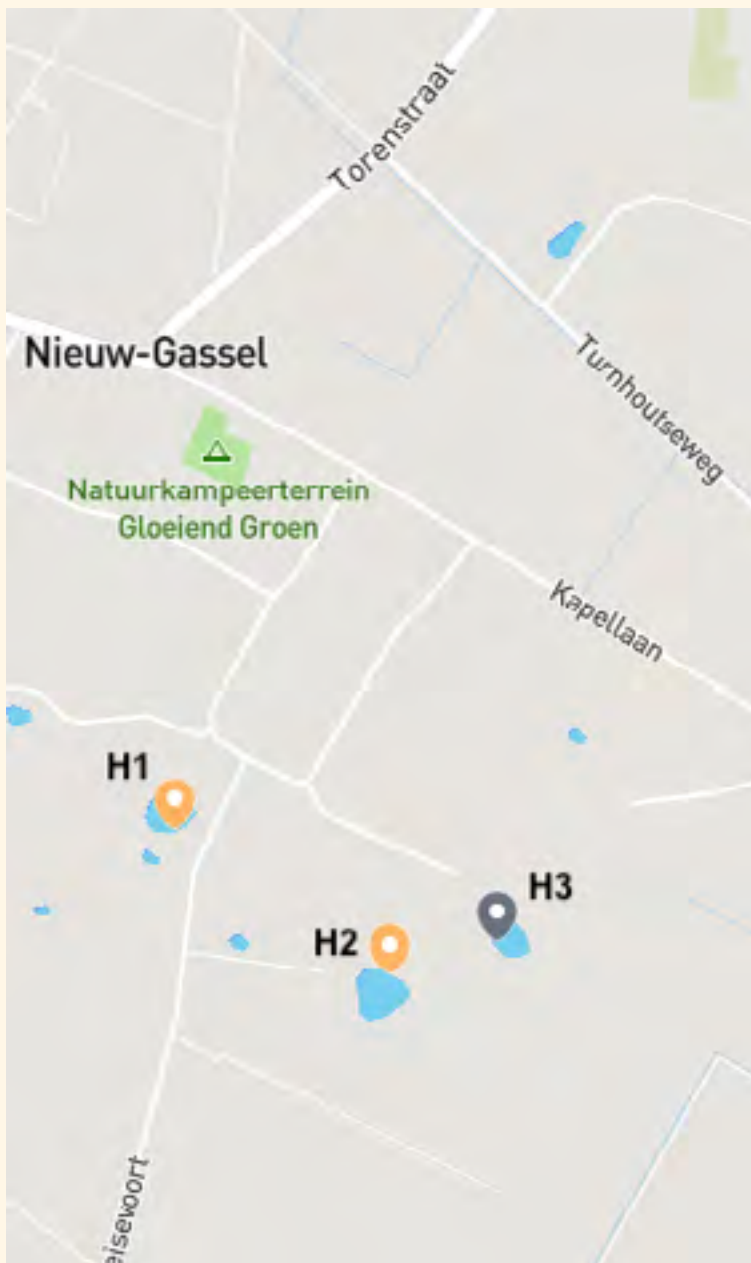 Torenstraat
Nieuw-Gassel
Turnhoutseweg
Natuurkampeerterrein
Gloeiend Groen
Kapellaan
H1
H3
H2